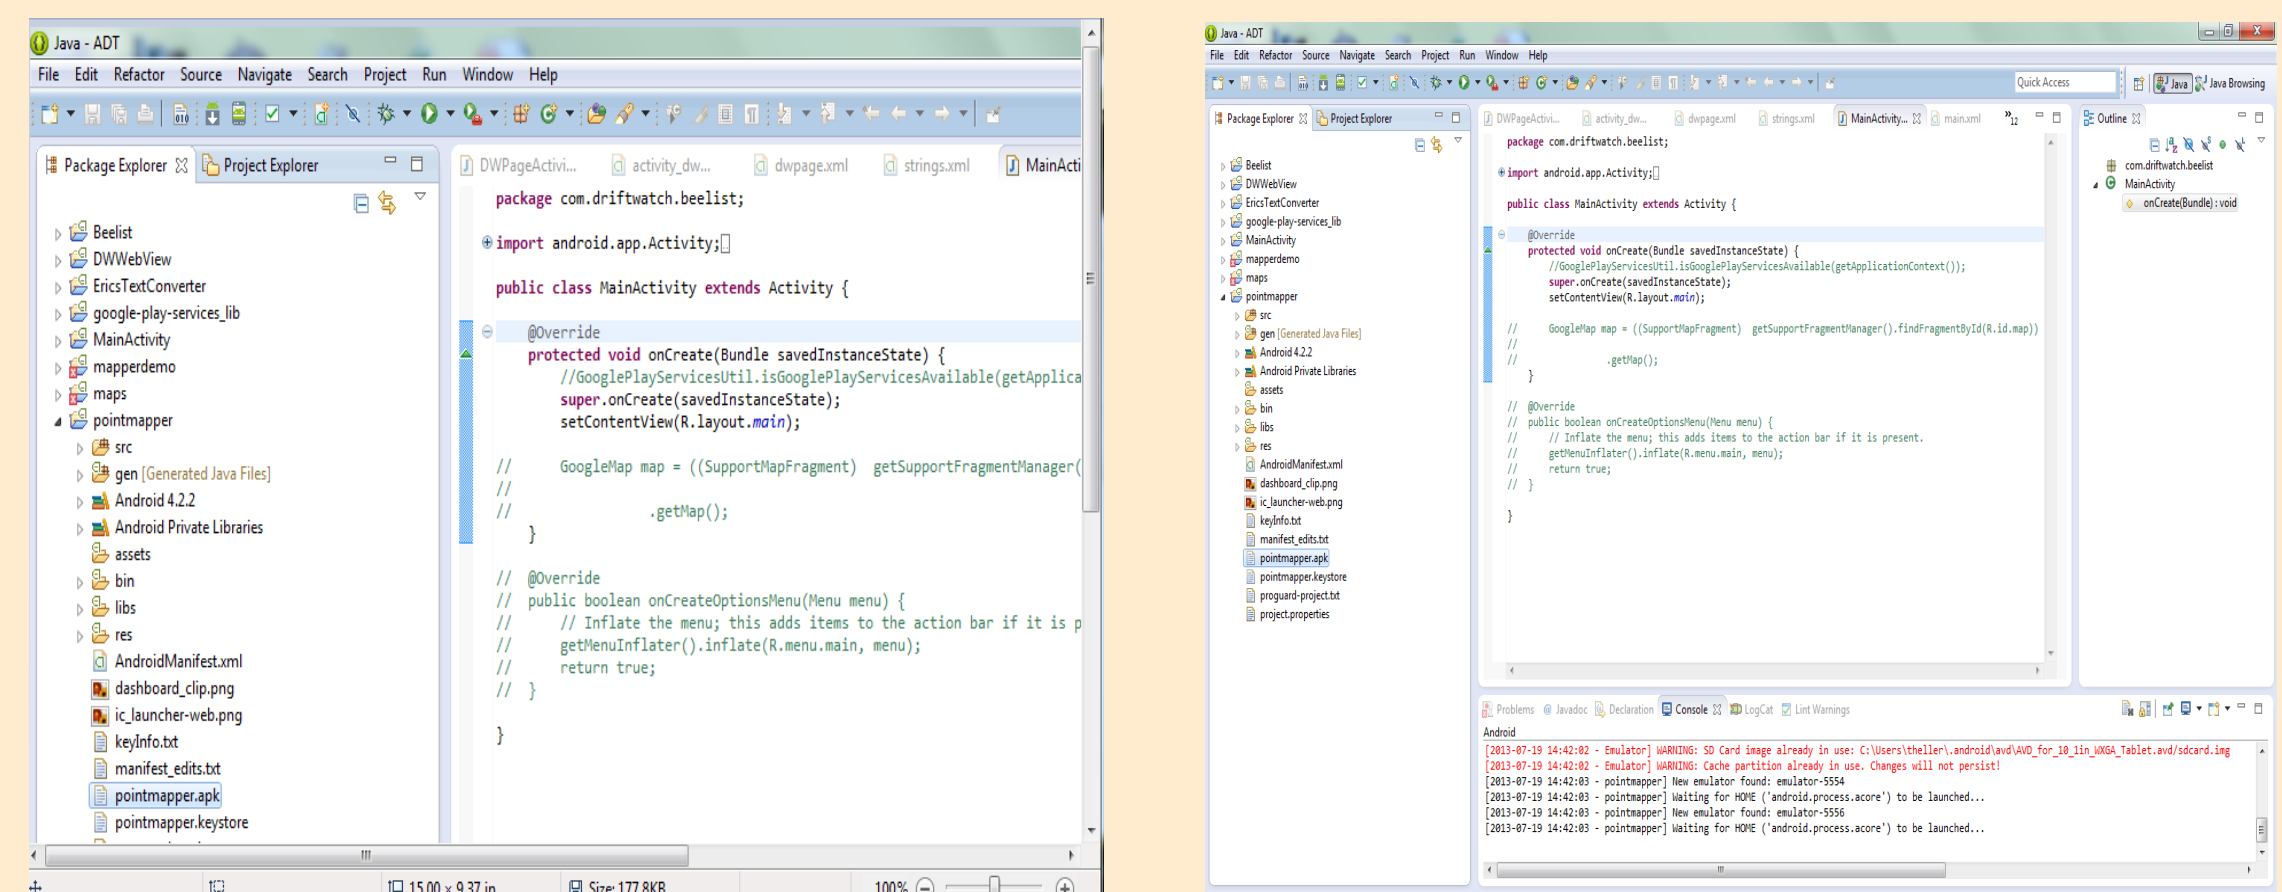 Java - ADT
File Edit Refactor Source Navigate Search Project Run Window Help
Package Explorer Project Explorer
Beelist
DWWebView
EricsTextConverter
google-play-services_lib
MainActivity
mapperdemo
maps
pointmapper
src
gen [Generated Java Files]
Android 4.2.2
Android Private Libraries
assets
bin
libs
res
AndroidManifest.xml
dashboard_clip.png
ic_launcher-web.png
keyInfo.txt
manifest_edits.txt
pointmapper.apk
pointmapper.keystore
DWPageActivi... activity_dw... dwpage.xml strings.xml MainActi
package com.driftwatch.beelist;
import android.app.Activity;
public class MainActivity extends Activity {
@Override
protected void onCreate(Bundle savedInstanceState) {
//GooglePlayServicesUtil.isGooglePlayServicesAvailable(getApplica
super.onCreate(savedInstanceState);
setContentView(R.layout.main);
// GoogleMap map = ((SupportMapFragment) getSupportFragmentManager(
//
// .getMap();
}
// @Override
// public boolean onCreateOptionsMenu(Menu menu) {
// // Inflate the menu; this adds items to the action bar if it is p
// getMenuInflater().inflate(R.menu.main, menu);
// return true;
// }
}
15.00 × 9.37 in Size: 177.8KB 100%
Java - ADT
File Edit Refactor Source Navigate Search Project Run Window Help
Quick Access Java Java Browsing
Package Explorer Project Explorer
Beelist
DWWebView
EricsTextConverter
google-play-services_lib
MainActivity
mapperdemo
maps
pointmapper
src
gen [Generated Java Files]
Android 4.2.2
Android Private Libraries
assets
bin
libs
res
AndroidManifest.xml
dashboard_clip.png
ic_launcher-web.png
keyInfo.txt
manifest_edits.txt
pointmapper.apk
pointmapper.keystore
proguard-project.txt
project.properties
DWPageActivi... activity_dw... dwpage.xml strings.xml MainActivity... main.xml »12
package com.driftwatch.beelist;
import android.app.Activity;
public class MainActivity extends Activity {
@Override
protected void onCreate(Bundle savedInstanceState) {
//GooglePlayServicesUtil.isGooglePlayServicesAvailable(getApplicationContext());
super.onCreate(savedInstanceState);
setContentView(R.layout.main);
// GoogleMap map = ((SupportMapFragment) getSupportFragmentManager().findFragmentById(R.id.map))
//
// .getMap();
}
// @Override
// public boolean onCreateOptionsMenu(Menu menu) {
// // Inflate the menu; this adds items to the action bar if it is present.
// getMenuInflater().inflate(R.menu.main, menu);
// return true;
// }
}
Outline
com.driftwatch.beelist
MainActivity
onCreate(Bundle) : void
Problems @ Javadoc Declaration Console LogCat Lint Warnings
Android
[2013-07-19 14:42:02 - Emulator] WARNING: SD Card image already in use: C:\Users\theller\.android\avd\AVD_for_10_1in_WXGA_Tablet.avd/sdcard.img
[2013-07-19 14:42:02 - Emulator] WARNING: Cache partition already in use. Changes will not persist!
[2013-07-19 14:42:03 - pointmapper] New emulator found: emulator-5554
[2013-07-19 14:42:03 - pointmapper] Waiting for HOME ('android.process.acore') to be launched...
[2013-07-19 14:42:03 - pointmapper] New emulator found: emulator-5556
[2013-07-19 14:42:03 - pointmapper] Waiting for HOME ('android.process.acore') to be launched...